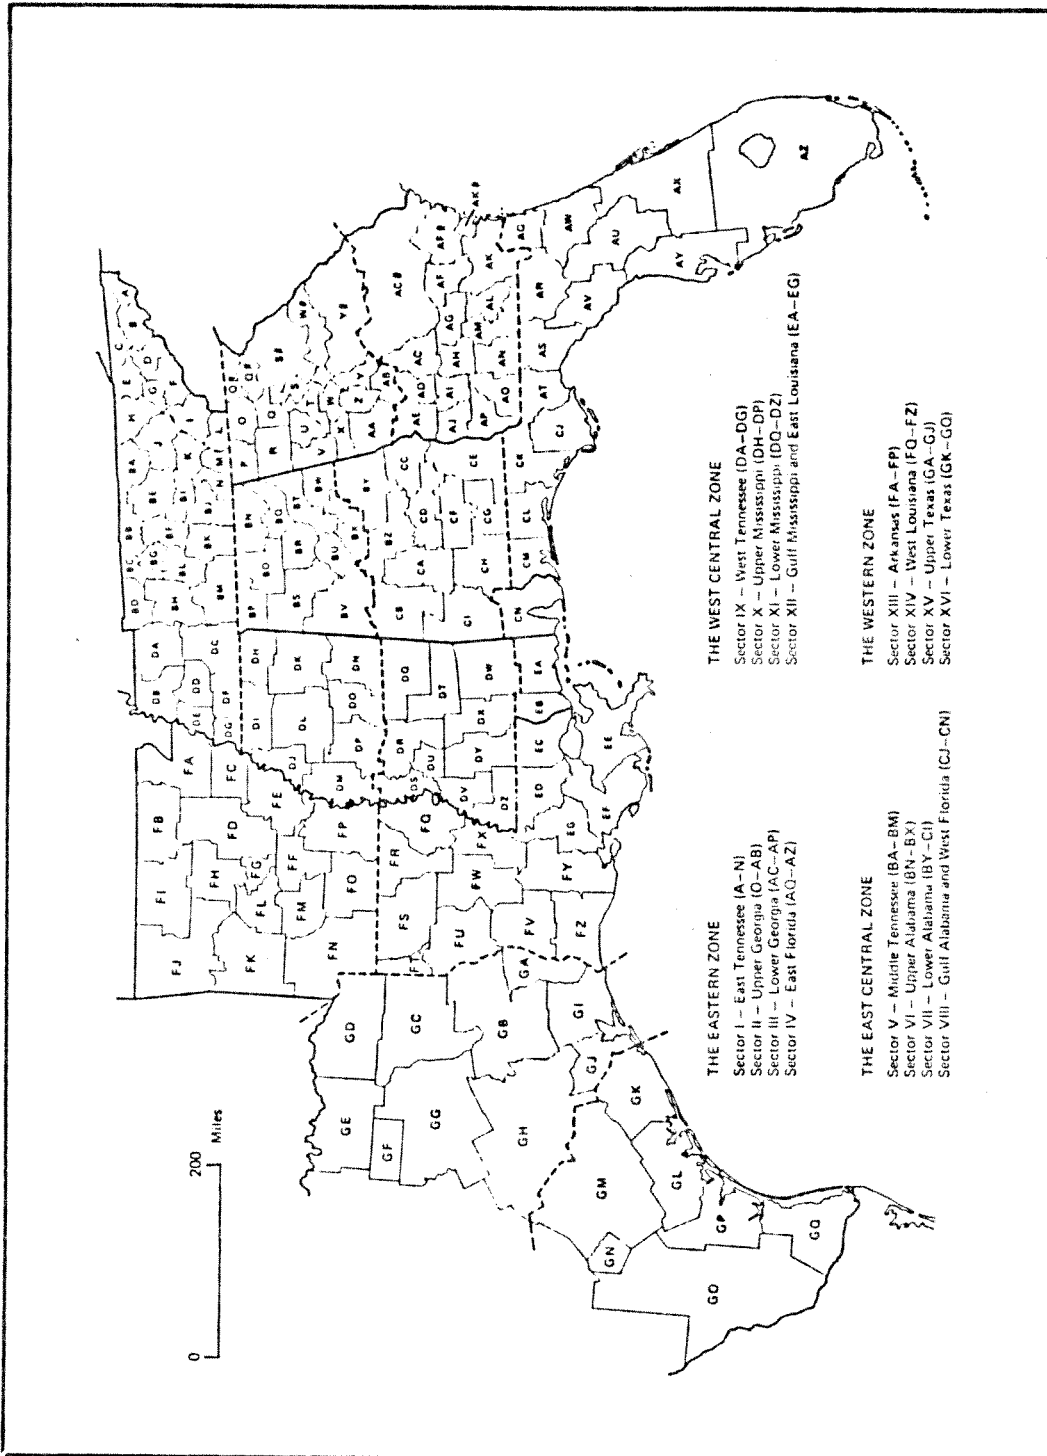 0 200
Miles
FJ FI FB FA
FK FH FD FC
FL FG FM FF FE
FN FO FP
DB DA
DE DD DC
DG DF
DI DH
DJ DL DK
DM DP DO DN
BD BC BB BA H E C A
BH BG BF BE J G D B
BM BL BK BJ BI K I F
N M L
BP BO BN P O
BS BR BQ R Q
BV BU BT U S
BX BW V W
X Y Z
GE GD
GF GG GC
GH GB GA
GN GM GJ GI
GO GL GK
GP
GQ
FT FS FR FQ
FU FW FX
FV FY
FZ
DS DR DQ
DV DU DT
DZ DY DX DW
ED EC EB EA
EG EF EE
CB CA BZ BY AA AB
CD CC AE AD AC
CI CH CG CF CE AJ AI AH AG AF
AP AO AN AM AL AK
CN CM CL CK CJ
AT AS AR AQ
AV AU AW
AY AX
AZ
THE EASTERN ZONE
Sector I – East Tennessee (A–N)
Sector II – Upper Georgia (O–AB)
Sector III – Lower Georgia (AC–AP)
Sector IV – East Florida (AQ–AZ)
THE WEST CENTRAL ZONE
Sector IX – West Tennessee (DA–DG)
Sector X – Upper Mississippi (DH–DP)
Sector XI – Lower Mississippi (DQ–DZ)
Sector XII – Gulf Mississippi and East Louisiana (EA–EG)
THE EAST CENTRAL ZONE
Sector V – Middle Tennessee (BA–BM)
Sector VI – Upper Alabama (BN–BX)
Sector VII – Lower Alabama (BY–CI)
Sector VIII – Gulf Alabama and West Florida (CJ–CN)
THE WESTERN ZONE
Sector XIII – Arkansas (FA–FP)
Sector XIV – West Louisiana (FQ–FZ)
Sector XV – Upper Texas (GA–GJ)
Sector XVI – Lower Texas (GK–GQ)